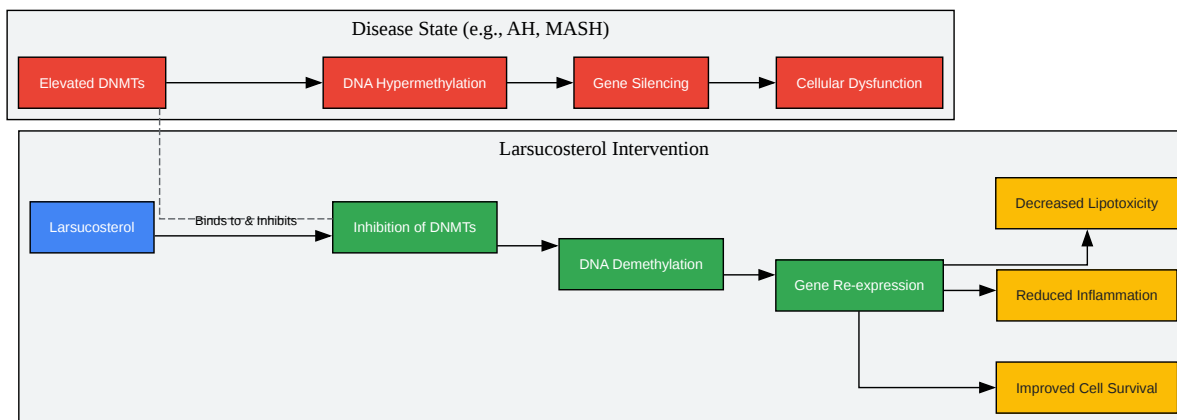 Disease State (e.g., AH, MASH)
Elevated DNMTs
DNA Hypermethylation
Gene Silencing
Cellular Dysfunction
Larsucosterol Intervention
Larsucosterol
Binds to & Inhibits
Inhibition of DNMTs
DNA Demethylation
Gene Re-expression
Decreased Lipotoxicity
Reduced Inflammation
Improved Cell Survival